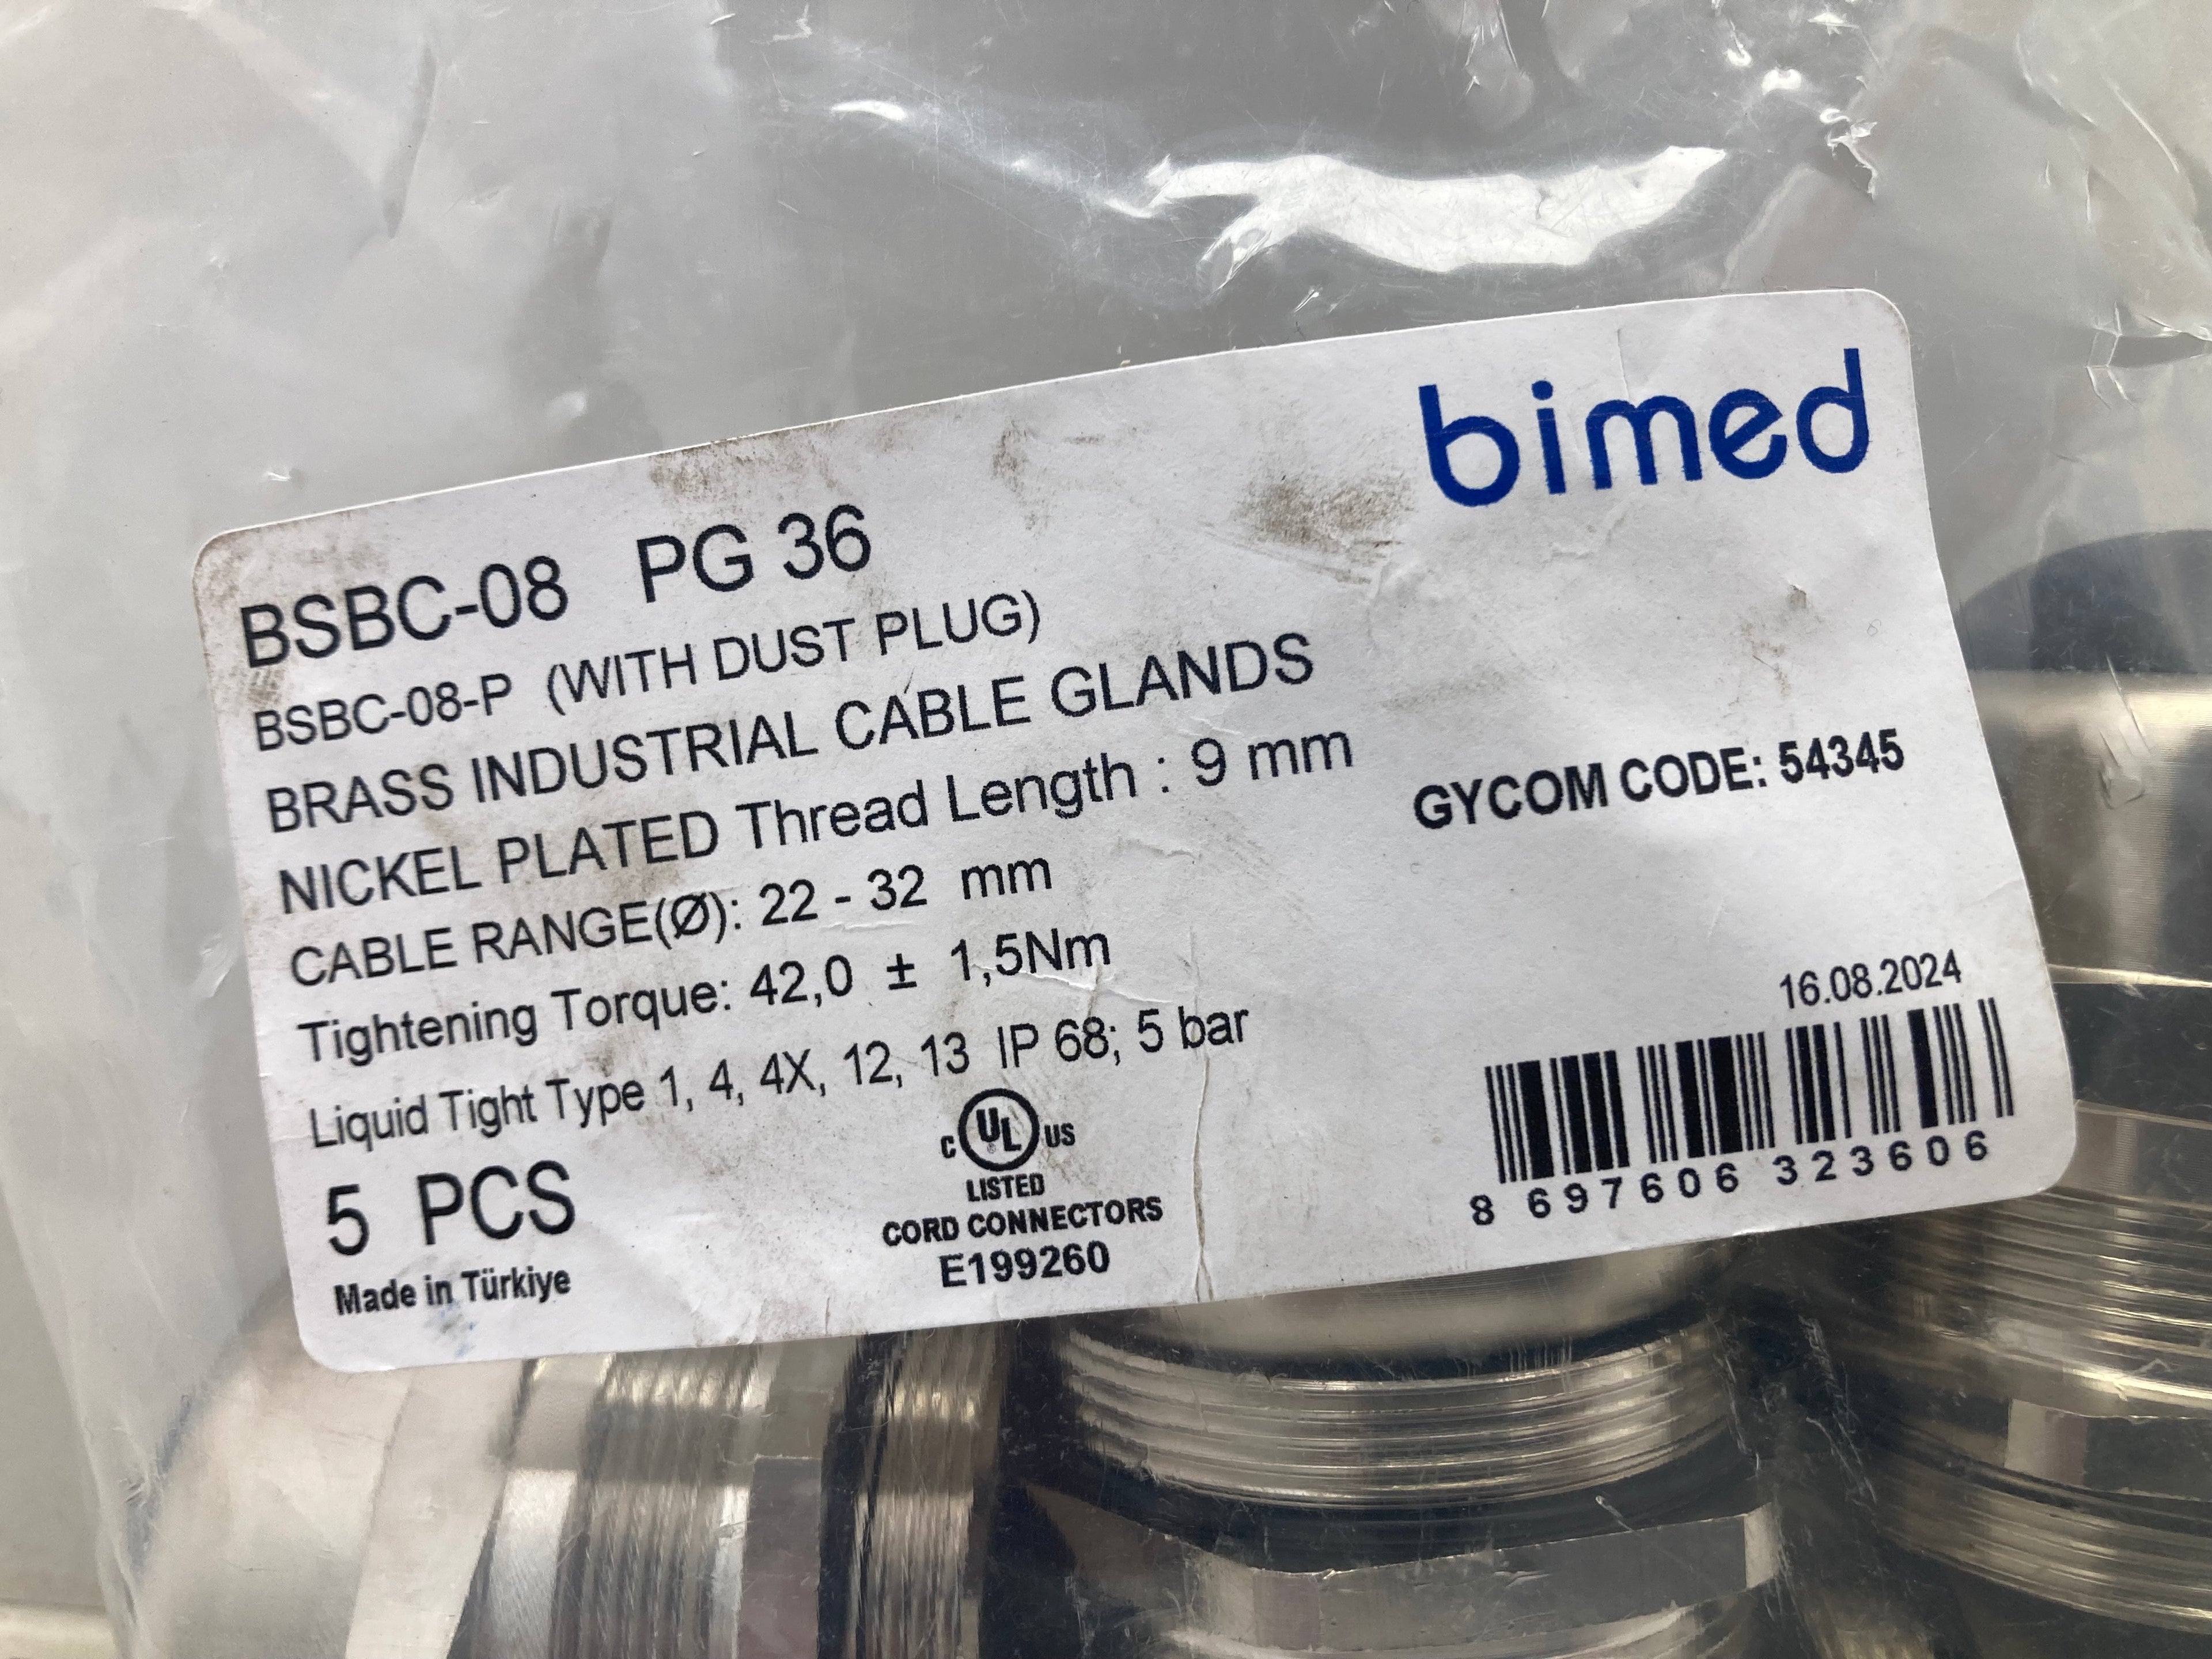 bimed
BSBC-08 PG 36
BSBC-08-P (WITH DUST PLUG)
BRASS INDUSTRIAL CABLE GLANDS
NICKEL PLATED Thread Length : 9 mm
GYCOM CODE: 54345
CABLE RANGE(Ø): 22 - 32 mm
Tightening Torque: 42,0 ± 1,5Nm
Liquid Tight Type 1, 4, 4X, 12, 13 IP 68; 5 bar
16.08.2024
5 PCS
Made in Türkiye
C UL US
LISTED
CORD CONNECTORS
E199260
8 697606 323606